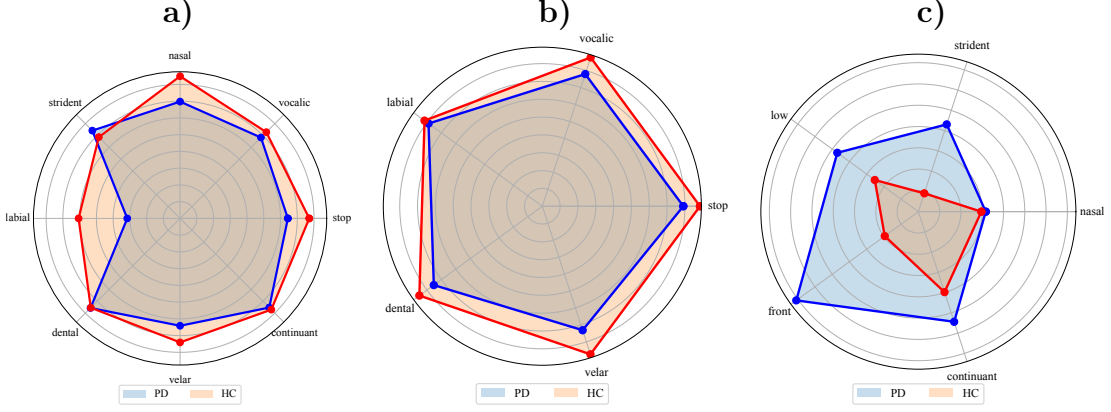 a)
nasal
strident
vocalic
labial
stop
dental
continuant
velar
PD HC
b)
vocalic
labial
stop
dental
velar
PD HC
c)
strident
low
nasal
front
continuant
PD HC